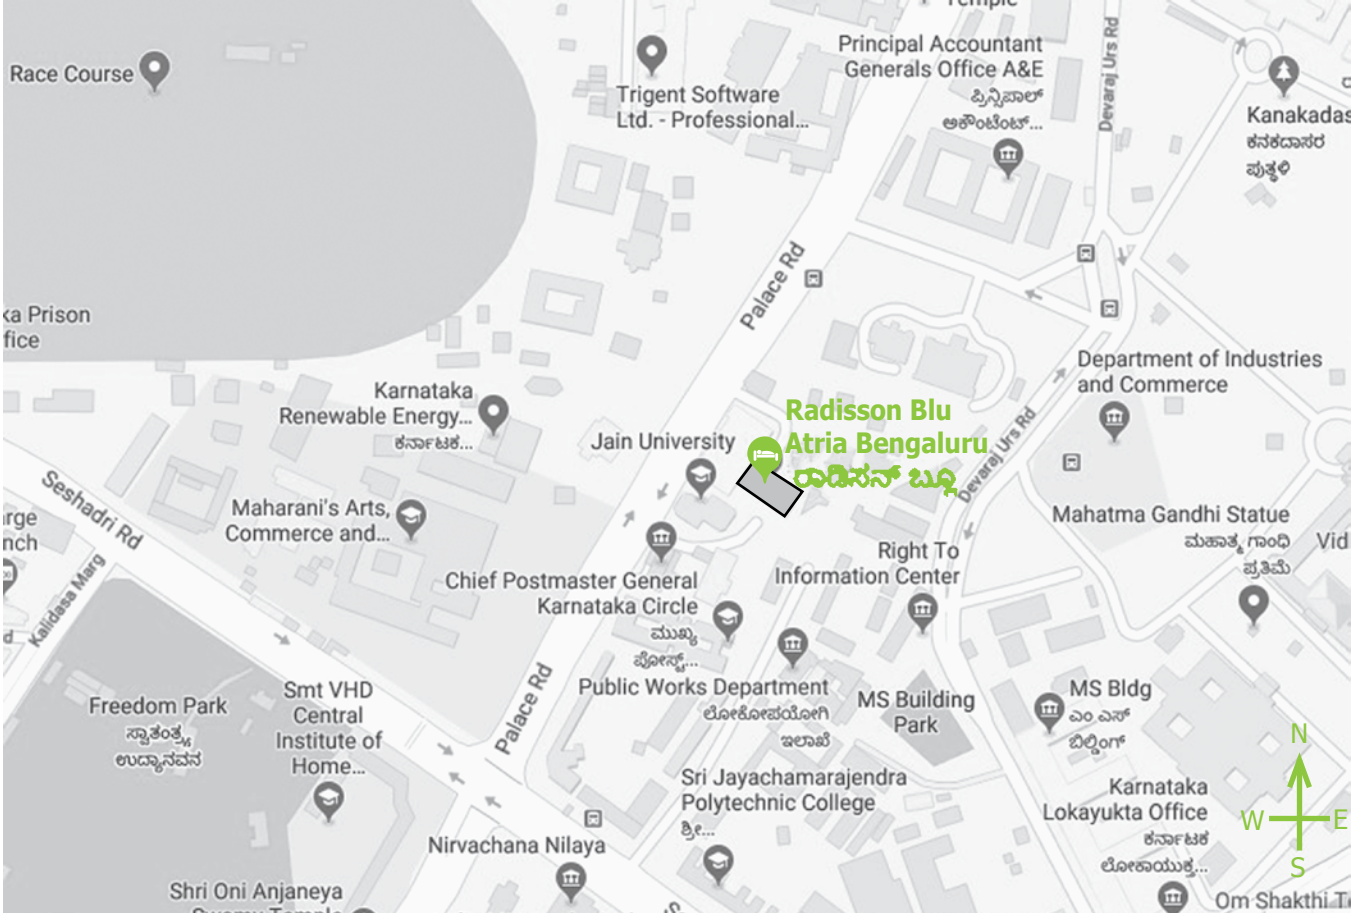 Temple
Principal Accountant
Generals Office A&E
ಪ್ರಿನ್ಸಿಪಾಲ್
ಅಕೌಂಟೆಂಟ್...
Devaraj Urs Rd
Kanakadas
ಕನಕದಾಸರ
ಪುತ್ಥಳಿ
Race Course
Trigent Software
Ltd. - Professional...
Palace Rd
ka Prison
fice
Department of Industries
and Commerce
Karnataka
Renewable Energy...
ಕರ್ನಾಟಕ...
Jain University
Radisson Blu
Atria Bengaluru
ರಾಡಿಸನ್ ಬ್ಲೂ
Devaraj Urs Rd
Seshadri Rd
arge
nch
Maharani's Arts,
Commerce and...
Mahatma Gandhi Statue
ಮಹಾತ್ಮ ಗಾಂಧಿ
ಪ್ರತಿಮೆ
Vid
Right To
Information Center
Chief Postmaster General
Karnataka Circle
ಮುಖ್ಯ
ಪೋಸ್ಟ್...
Kalidasa Marg
d
Palace Rd
Public Works Department
ಲೋಕೋಪಯೋಗಿ
ಇಲಾಖೆ
MS Building
Park
MS Bldg
ಎಂ ಎಸ್
ಬಿಲ್ಡಿಂಗ್
Freedom Park
ಸ್ವಾತಂತ್ರ್ಯ
ಉದ್ಯಾನವನ
Smt VHD
Central
Institute of
Home...
Sri Jayachamarajendra
Polytechnic College
ಶ್ರೀ...
Karnataka
Lokayukta Office
ಕರ್ನಾಟಕ
ಲೋಕಾಯುಕ್ತ...
N
W E
S
Nirvachana Nilaya
Shri Oni Anjaneya
Swamy Temple
Om Shakthi Te